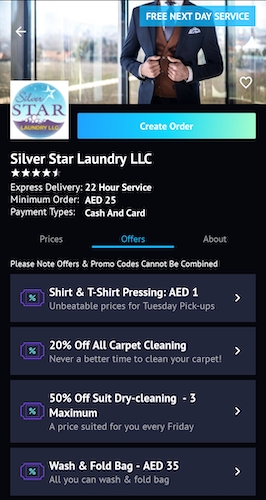 FREE NEXT DAY SERVICE
Silver
STAR
LAUNDRY LLC
Create Order
Silver Star Laundry LLC
Express Delivery: 22 Hour Service
Minimum Order: AED 25
Payment Types: Cash And Card
Prices Offers About
Please Note Offers & Promo Codes Cannot Be Combined
Shirt & T-Shirt Pressing: AED 1
Unbeatable prices for Tuesday Pick-ups
20% Off All Carpet Cleaning
Never a better time to clean your carpet!
50% Off Suit Dry-cleaning - 3
Maximum
A price suited for you every Friday
Wash & Fold Bag - AED 35
All you can wash & fold bag